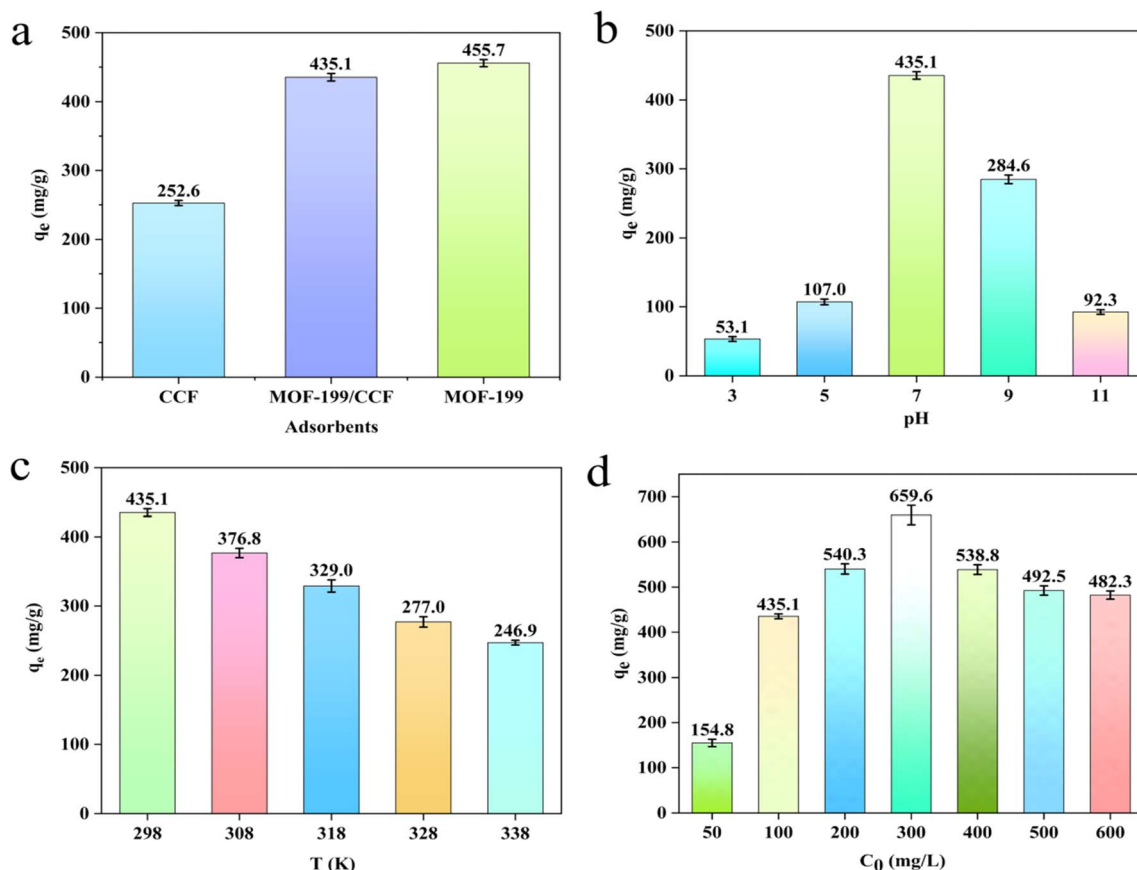 a
500
400
300
200
100
0
qe (mg/g)
252.6
435.1
455.7
CCF MOF-199/CCF MOF-199
Adsorbents
b
500
400
300
200
100
0
qe (mg/g)
53.1
107.0
435.1
284.6
92.3
3 5 7 9 11
pH
c
500
400
300
200
100
0
qe (mg/g)
435.1
376.8
329.0
277.0
246.9
298 308 318 328 338
T (K)
d
700
600
500
400
300
200
100
0
qe (mg/g)
154.8
435.1
540.3
659.6
538.8
492.5
482.3
50 100 200 300 400 500 600
C0 (mg/L)